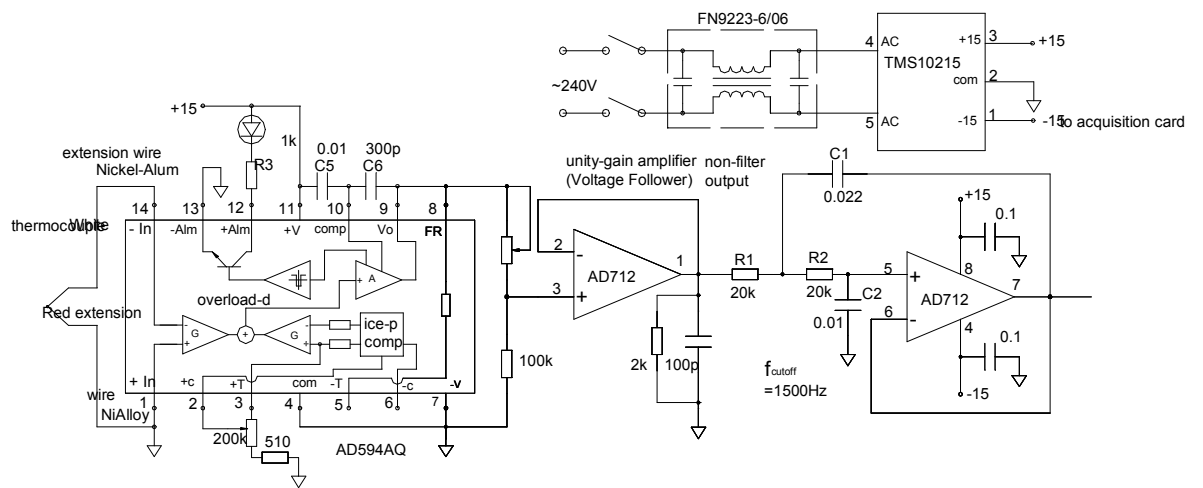 FN9223-6/06
4
AC
+15
3
+15
TMS10215
~240V
com
2
5
AC
-15
1
-15
to acquisition card
+15
1k
0.01
300p
C5
C6
R3
extension wire
Nickel-Alum
unity-gain amplifier
(Voltage Follower)
non-filter
output
C1
0.022
14
13
12
11
10
9
8
- In
-Alm
+Alm
+V
comp
Vo
FR
thermocouple
White
A
+
overload-d
Red extension
G
-
+
+
G
-
+
ice-p
comp
+ In
+c
+T
com
-T
-c
-v
wire
NiAlloy
1
2
3
4
5
6
7
200k
510
AD594AQ
100k
2
-
3
+
AD712
1
2k
100p
R1
20k
R2
20k
C2
0.01
fcutoff
=1500Hz
+15
0.1
5
+
8
7
AD712
6
-
4
0.1
-15